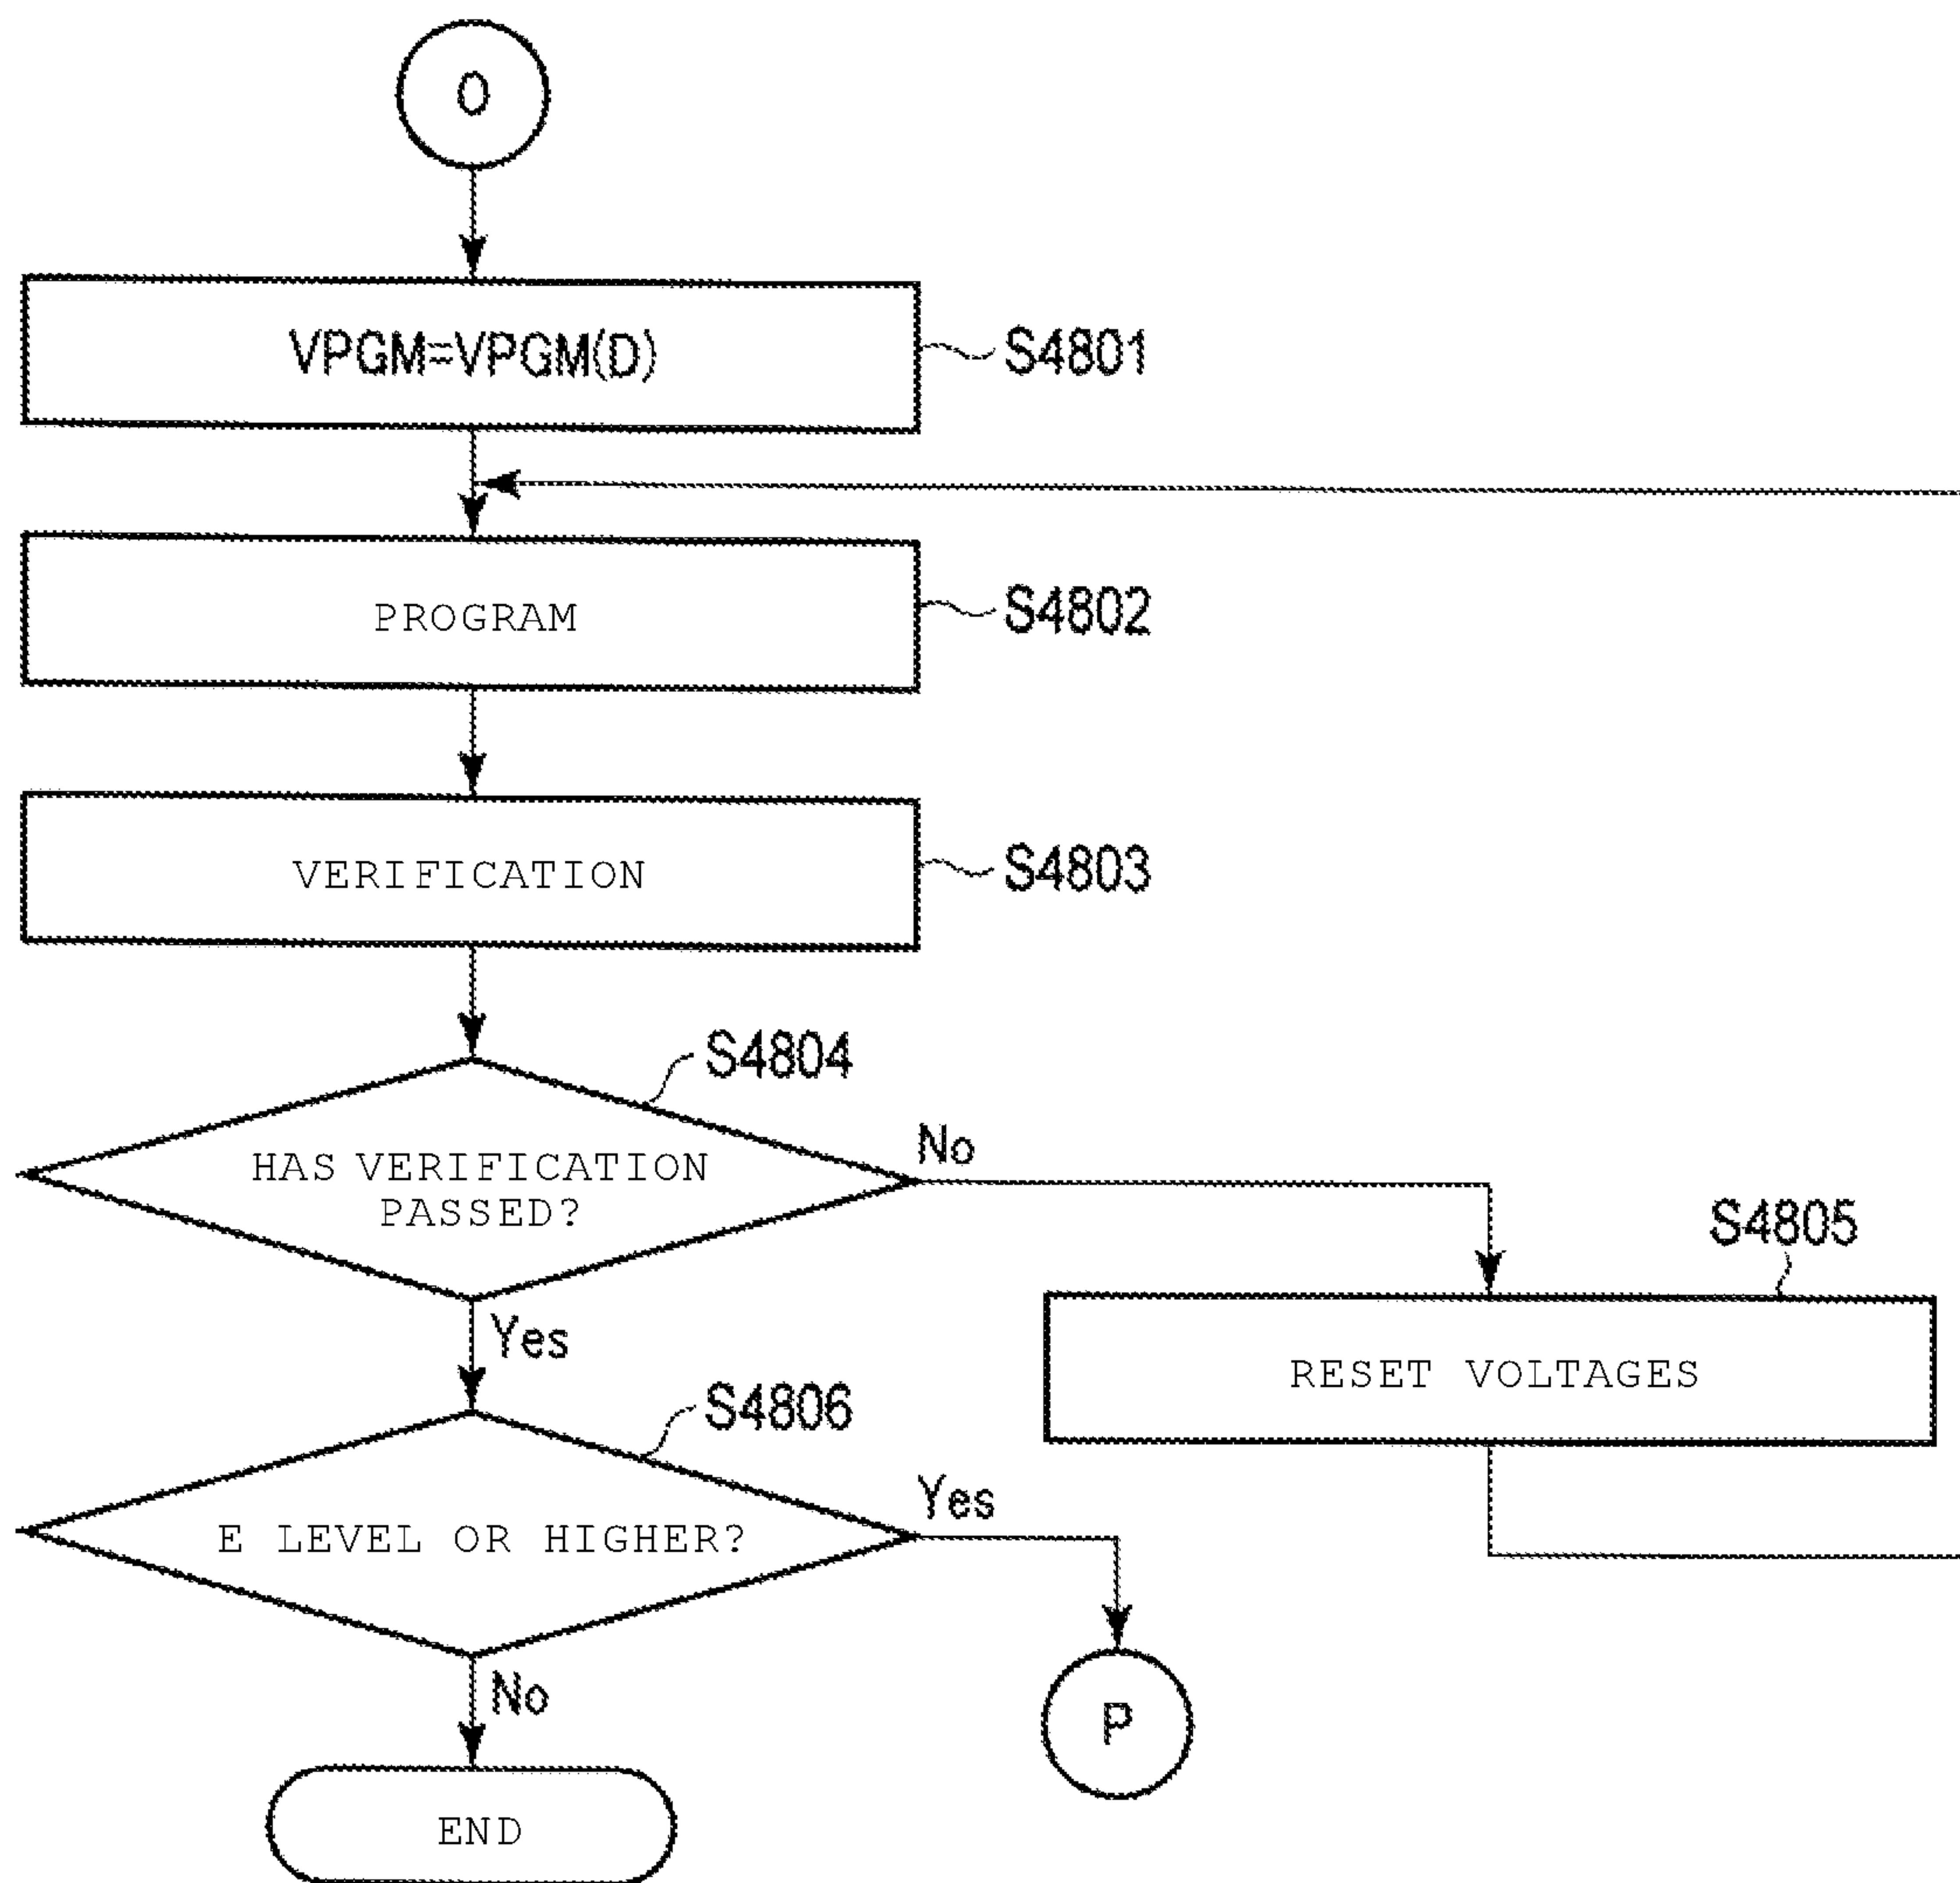 O
VPGM=VPGM(D)
S4801
PROGRAM
S4802
VERIFICATION
S4803
S4804
HAS VERIFICATION
PASSED?
No
S4805
RESET VOLTAGES
Yes
S4806
E LEVEL OR HIGHER?
Yes
No
P
END